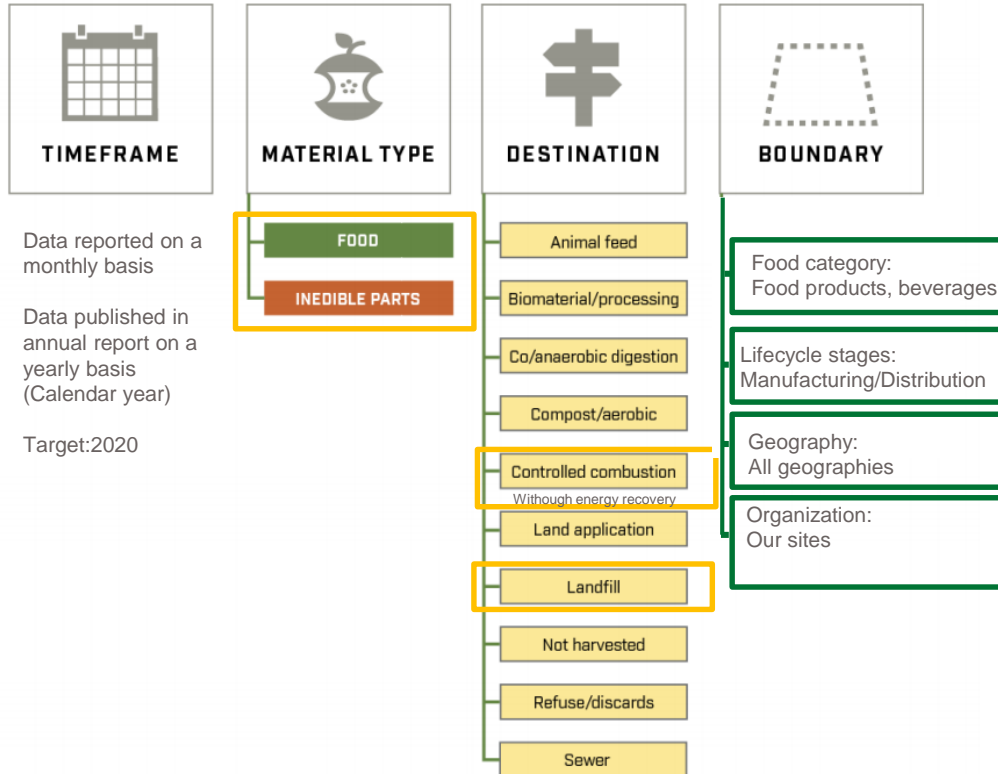 TIMEFRAME
MATERIAL TYPE
DESTINATION
BOUNDARY
Data reported on a
monthly basis
Data published in
annual report on a
yearly basis
(Calendar year)
Target:2020
FOOD
INEDIBLE PARTS
Animal feed
Biomaterial/processing
Co/anaerobic digestion
Compost/aerobic
Controlled combustion
Withough energy recovery
Land application
Landfill
Not harvested
Refuse/discards
Sewer
Food category:
Food products, beverages
Lifecycle stages:
Manufacturing/Distribution
Geography:
All geographies
Organization:
Our sites